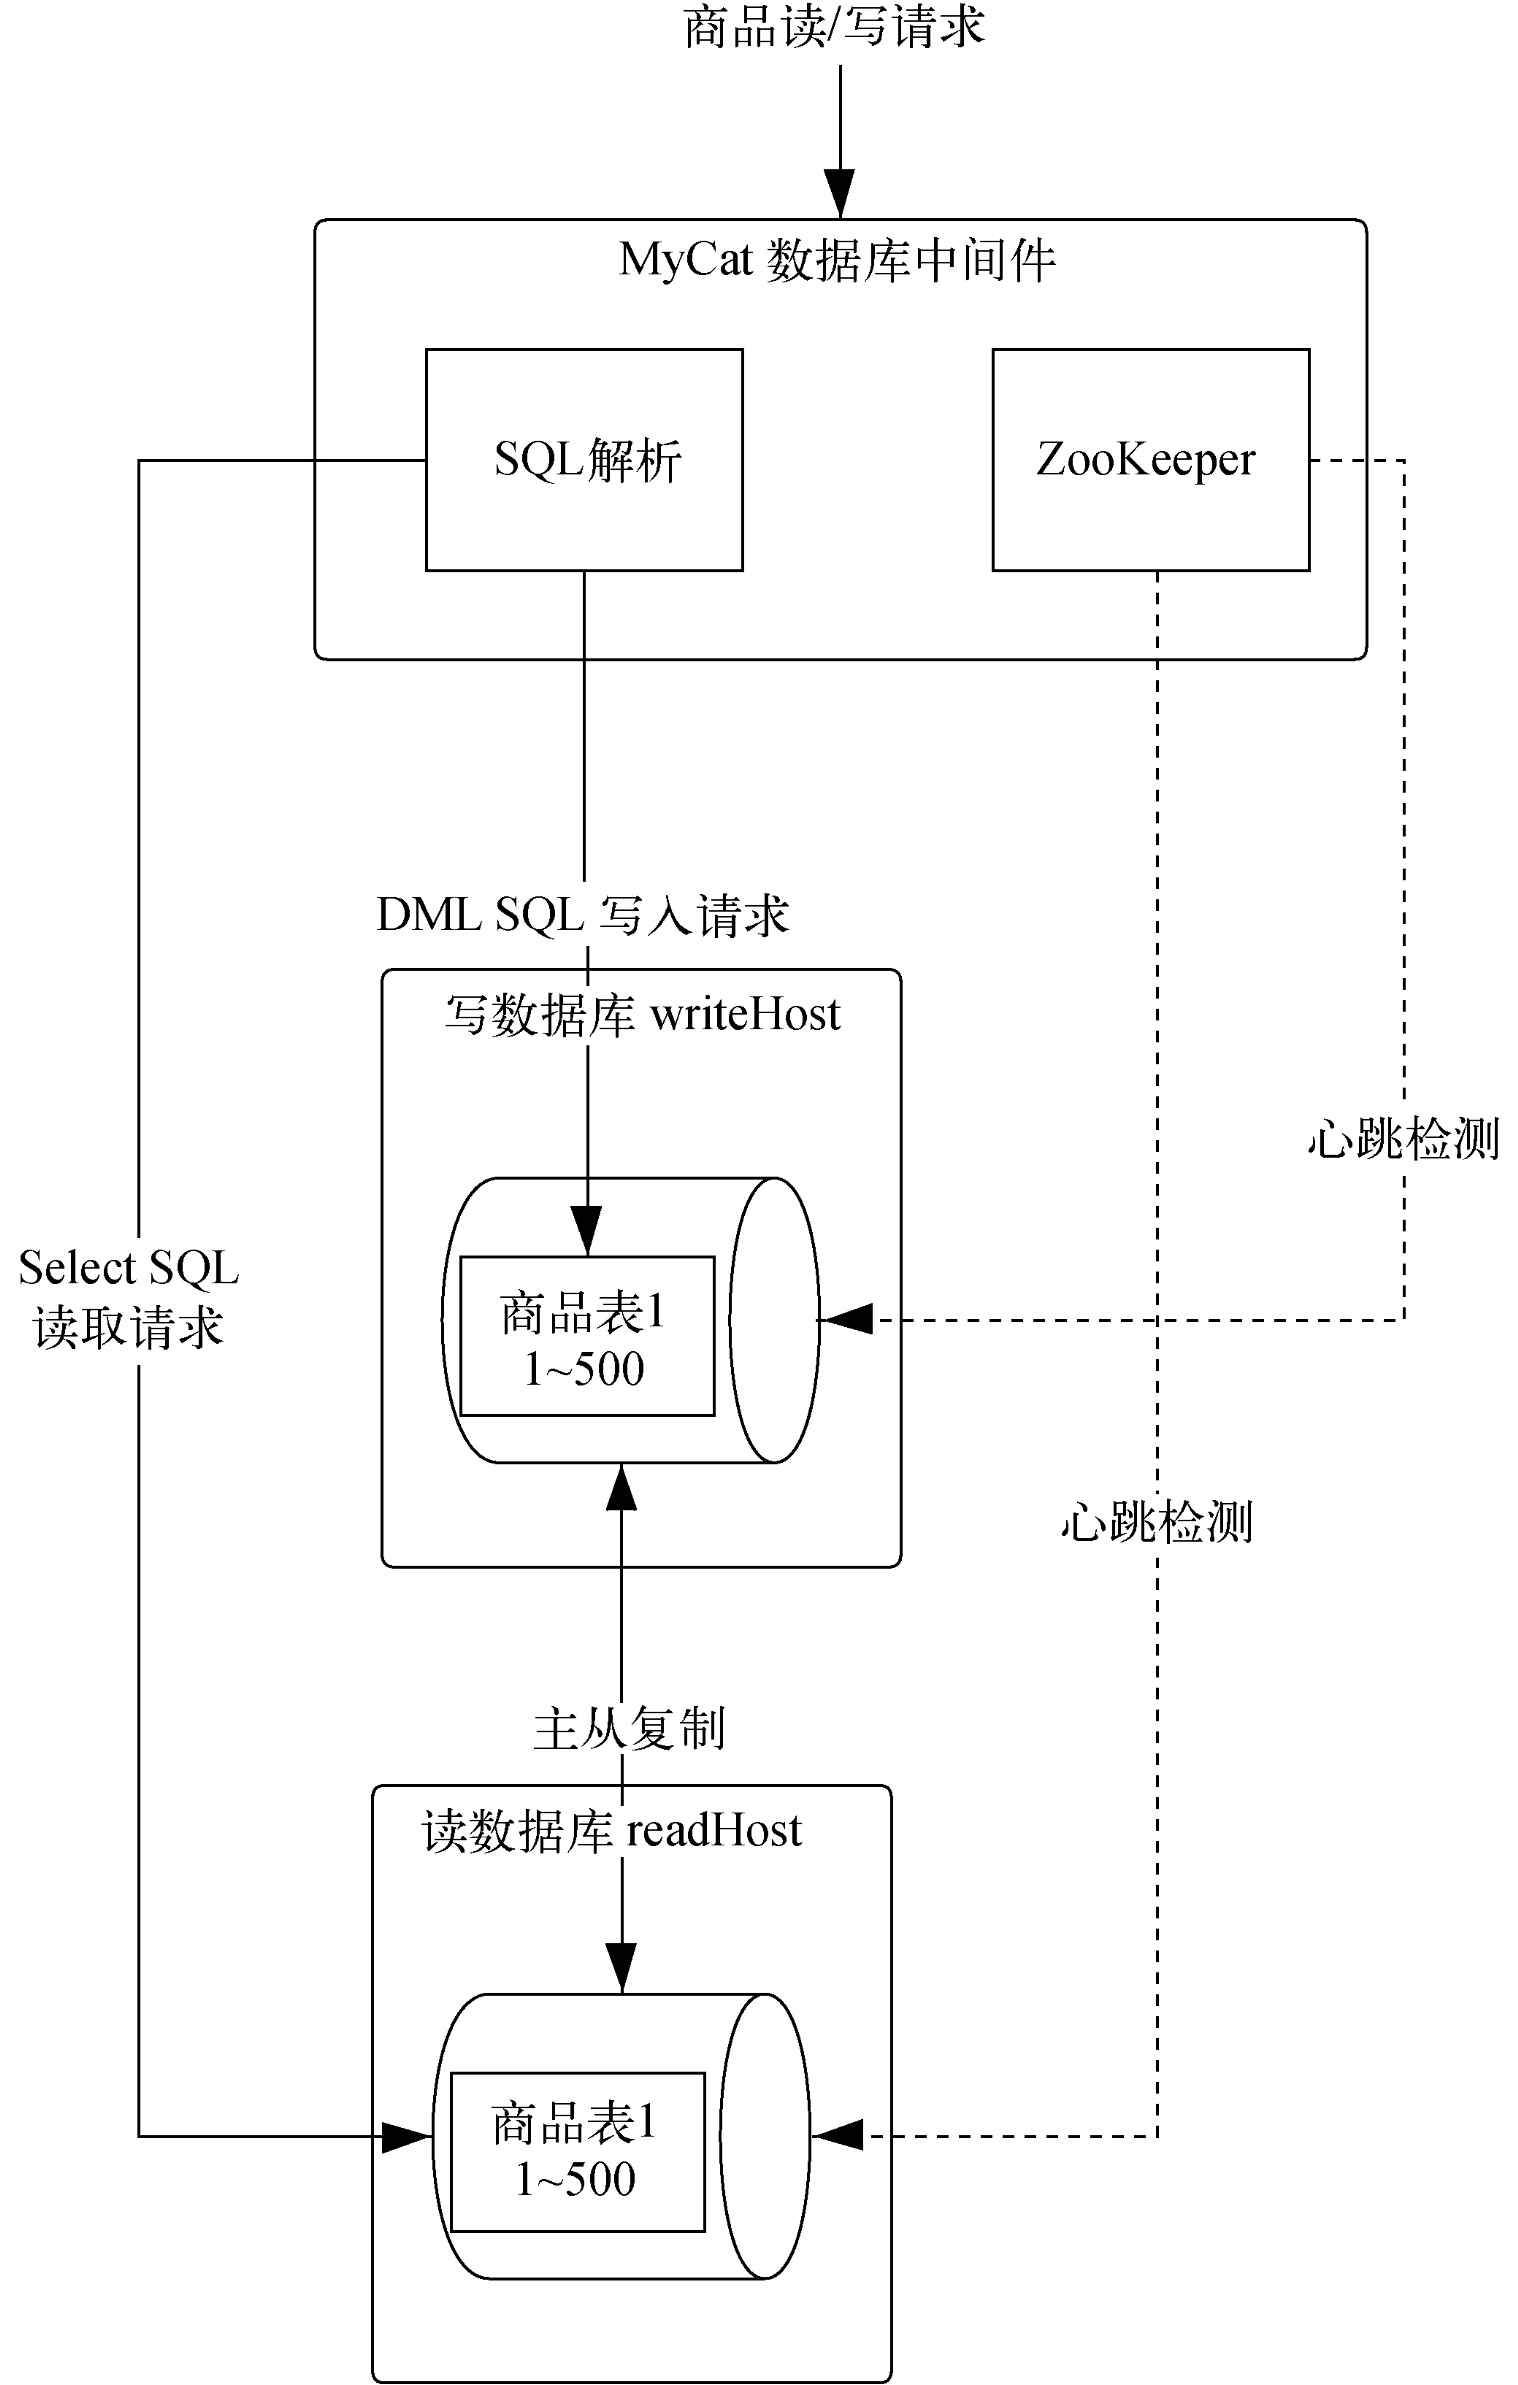 商品读/写请求
MyCat 数据库中间件
SQL解析
ZooKeeper
DML SQL 写入请求
写数据库 writeHost
心跳检测
Select SQL
读取请求
商品表1
1~500
心跳检测
主从复制
读数据库 readHost
商品表1
1~500